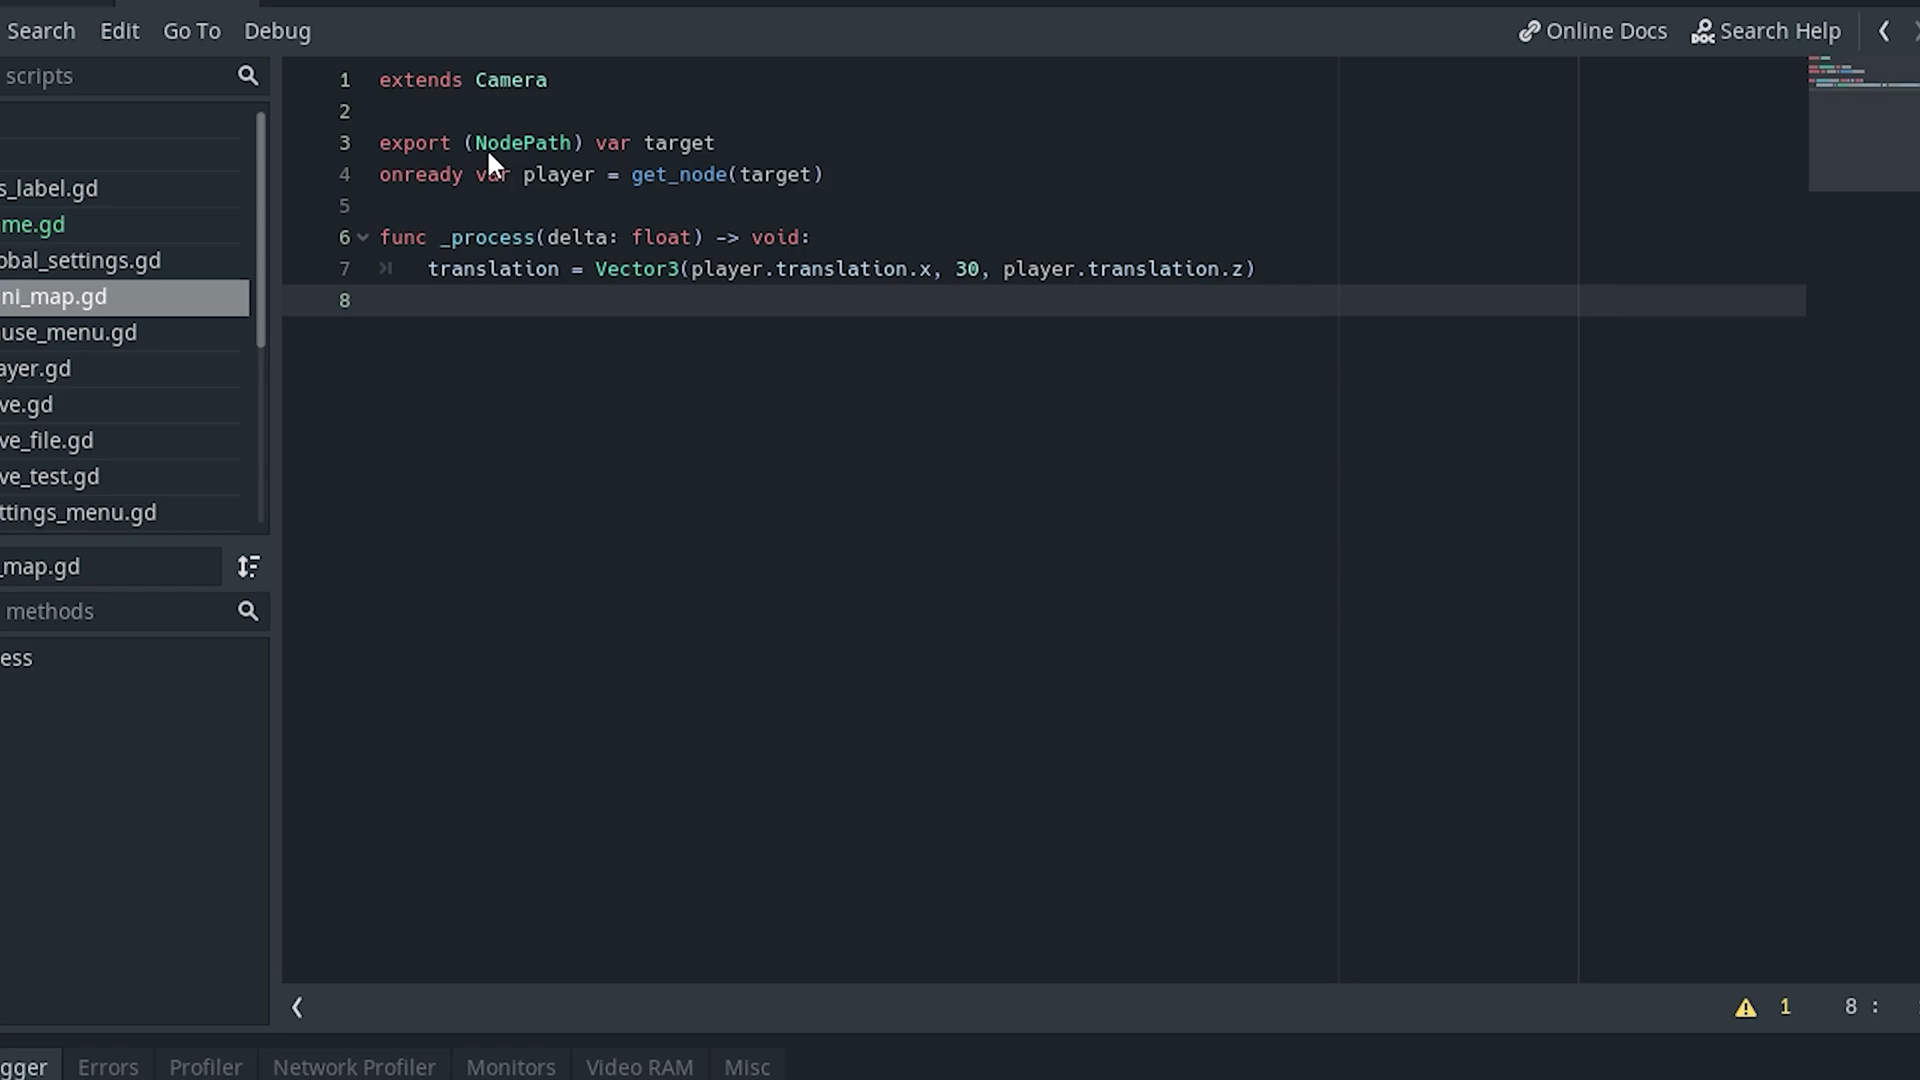 Search Edit Go To Debug Online Docs Search Help
scripts
s_label.gd
me.gd
obal_settings.gd
ni_map.gd
use_menu.gd
ayer.gd
ve.gd
ve_file.gd
ve_test.gd
ttings_menu.gd
_map.gd
methods
ess
1 extends Camera
2
3 export (NodePath) var target
4 onready var player = get_node(target)
5
6 func _process(delta: float) -> void:
7 translation = Vector3(player.translation.x, 30, player.translation.z)
8
1 8 :
gger Errors Profiler Network Profiler Monitors Video RAM Misc